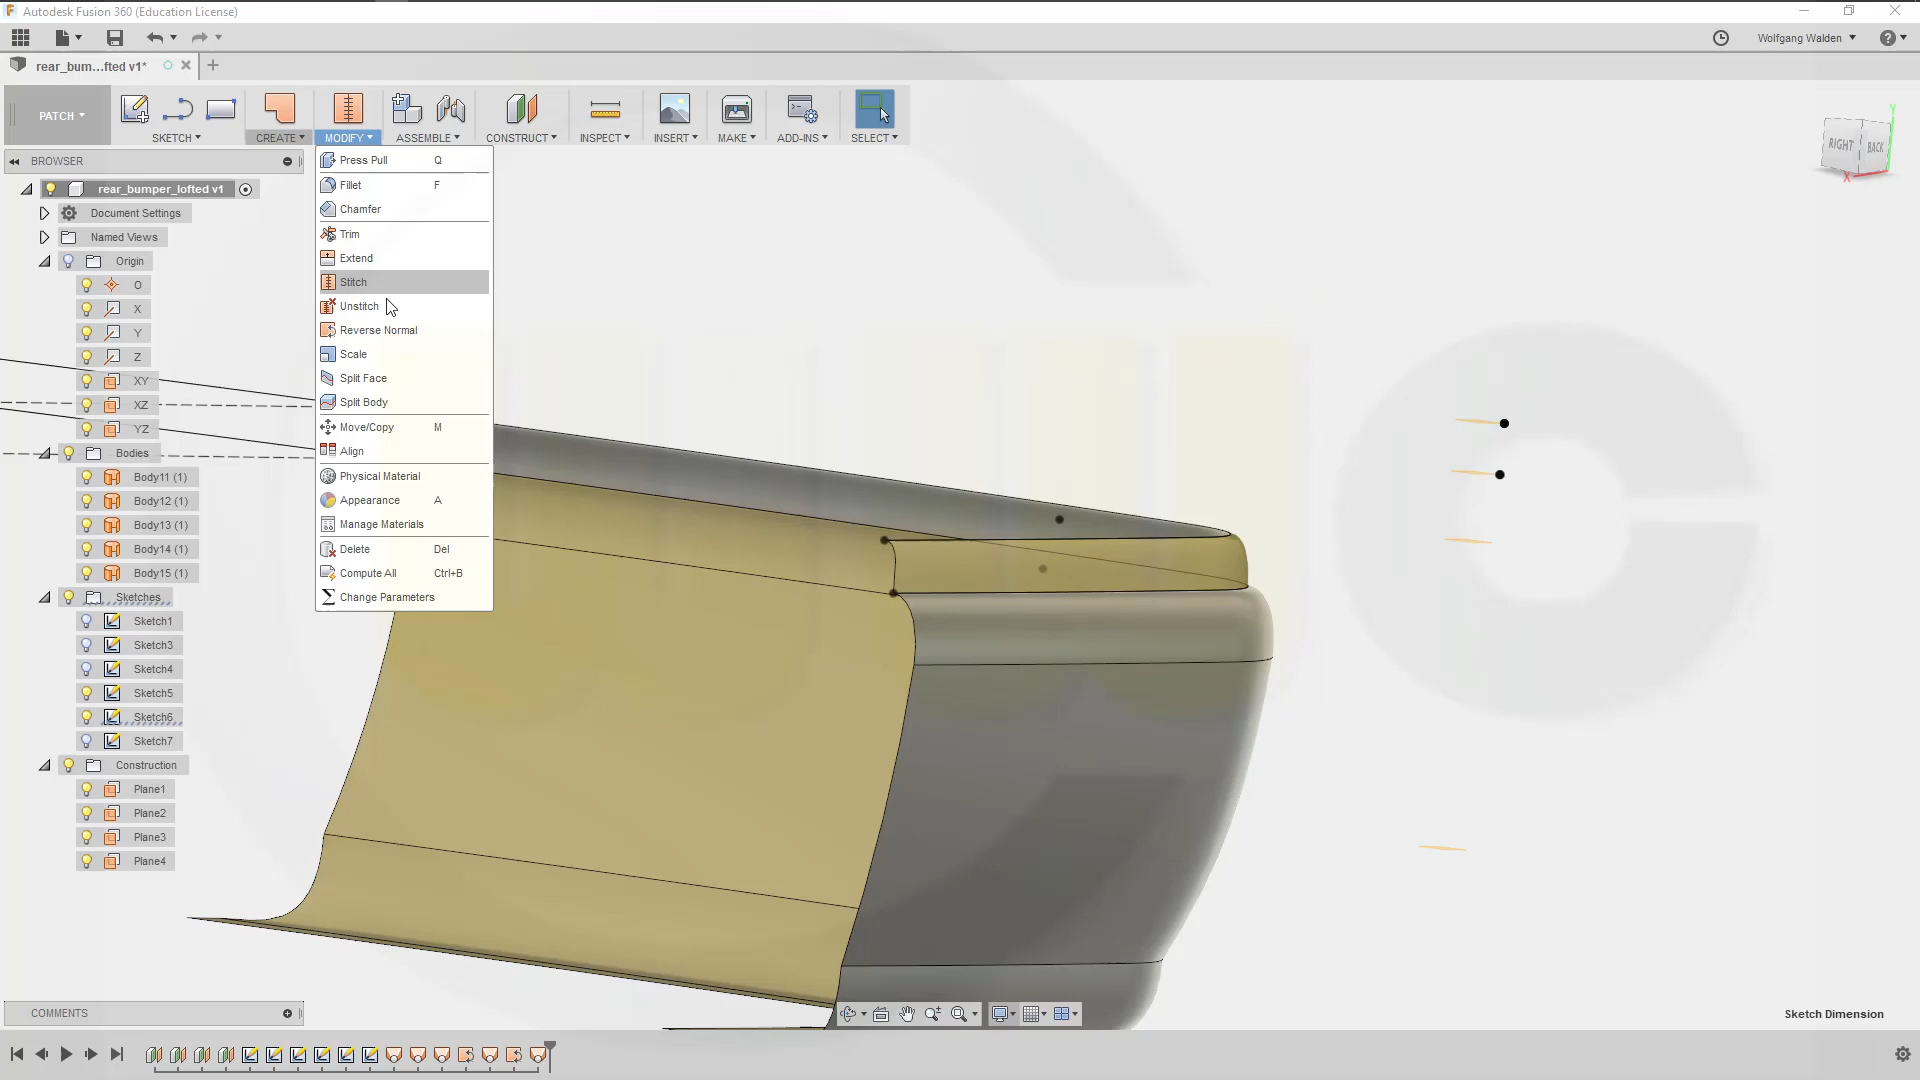 Autodesk Fusion 360 (Education License)
Wolfgang Walden
rear_bum...fted v1*
PATCH
SKETCH
CREATE
MODIFY
ASSEMBLE
CONSTRUCT
INSPECT
INSERT
MAKE
ADD-INS
SELECT
BROWSER
rear_bumper_lofted v1
Document Settings
Named Views
Origin
O
X
Y
Z
XY
XZ
YZ
Bodies
Body11 (1)
Body12 (1)
Body13 (1)
Body14 (1)
Body15 (1)
Sketches
Sketch1
Sketch3
Sketch4
Sketch5
Sketch6
Sketch7
Construction
Plane1
Plane2
Plane3
Plane4
Press Pull Q
Fillet F
Chamfer
Trim
Extend
Stitch
Unstitch
Reverse Normal
Scale
Split Face
Split Body
Move/Copy M
Align
Physical Material
Appearance A
Manage Materials
Delete Del
Compute All Ctrl+B
Change Parameters
Y
RIGHT
BACK
X
COMMENTS
Sketch Dimension